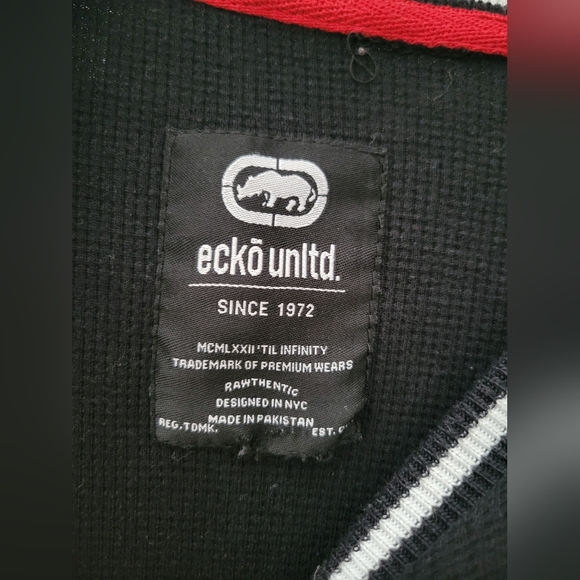 eckō unltd.
SINCE 1972
MCMLXXII 'TIL INFINITY
TRADEMARK OF PREMIUM WEARS
RAWTHENTIC
DESIGNED IN NYC
MADE IN PAKISTAN
REG.TDMK. EST.